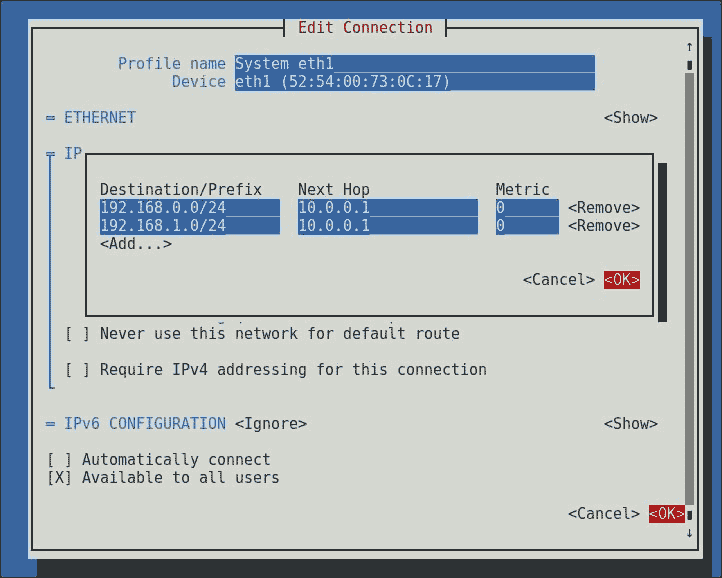 Edit Connection
Profile name System eth1
Device eth1 (52:54:00:73:0C:17)
ETHERNET <Show>
IP
Destination/Prefix Next Hop Metric
192.168.0.0/24 10.0.0.1 0 <Remove>
192.168.1.0/24 10.0.0.1 0 <Remove>
<Add...>
<Cancel> <OK>
[ ] Never use this network for default route
[ ] Require IPv4 addressing for this connection
IPv6 CONFIGURATION <Ignore> <Show>
[ ] Automatically connect
[X] Available to all users
<Cancel> <OK>